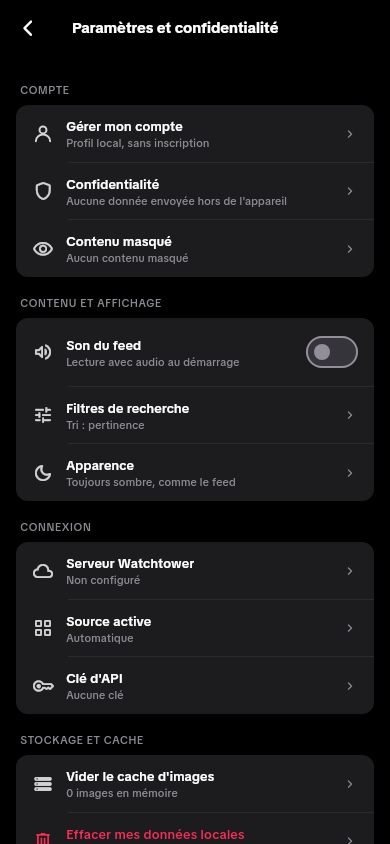 Paramètres et confidentialité
COMPTE
Gérer mon compte
Profil local, sans inscription
Confidentialité
Aucune donnée envoyée hors de l'appareil
Contenu masqué
Aucun contenu masqué
CONTENU ET AFFICHAGE
Son du feed
Lecture avec audio au démarrage
Filtres de recherche
Tri : pertinence
Apparence
Toujours sombre, comme le feed
CONNEXION
Serveur Watchtower
Non configuré
Source active
Automatique
Clé d'API
Aucune clé
STOCKAGE ET CACHE
Vider le cache d'images
0 images en mémoire
Effacer mes données locales